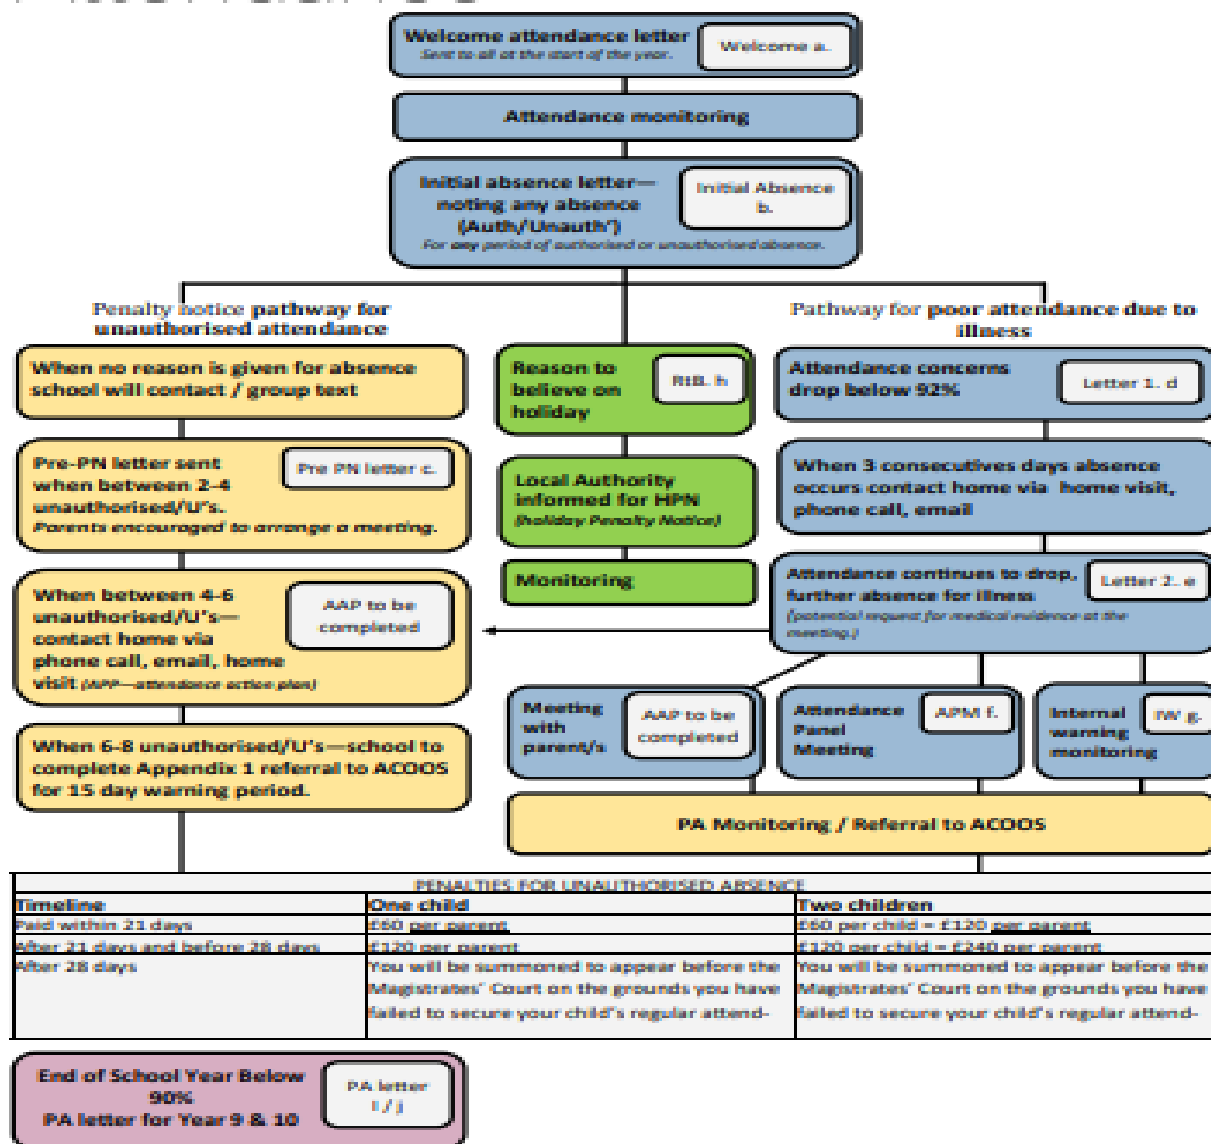 Welcome attendance letter
Sent to all at the start of the year.
Welcome a.
Attendance monitoring
Initial absence letter—
noting any absence
(Auth/Unauth')
For any period of authorised or unauthorised absence.
Initial Absence
b.
Penalty notice pathway for
unauthorised attendance
When no reason is given for absence
school will contact / group text
Pre-PN letter sent
when between 2-4
unauthorised/U's.
Parents encouraged to arrange a meeting.
Pre PN letter c.
When between 4-6
unauthorised/U's—
contact home via
phone call, email, home
visit (APP—attendance action plan)
AAP to be
completed
When 6-8 unauthorised/U's—school to
complete Appendix 1 referral to ACOOS
for 15 day warning period.
Reason to
believe on
holiday
RtB. h
Local Authority
informed for HPN
(holiday Penalty Notice)
Monitoring
Pathway for poor attendance due to
illness
Attendance concerns
drop below 92%
Letter 1. d
When 3 consecutives days absence
occurs contact home via home visit,
phone call, email
Attendance continues to drop,
further absence for illness
(potential request for medical evidence at the
meeting.)
Letter 2. e
Meeting
with
parent/s
AAP to be
completed
Attendance
Panel
Meeting
APM f.
Internal
warning
monitoring
IW g.
PA Monitoring / Referral to ACOOS
PENALTIES FOR UNAUTHORISED ABSENCE
Timeline One child Two children
Paid within 21 days £60 per parent £60 per child = £120 per parent
After 21 days and before 28 days £120 per parent £120 per child = £240 per parent
After 28 days You will be summoned to appear before the You will be summoned to appear before the
Magistrates' Court on the grounds you have Magistrates' Court on the grounds you have
failed to secure your child's regular attend- failed to secure your child's regular attend-
End of School Year Below
90%
PA letter for Year 9 & 10
PA letter
i / j